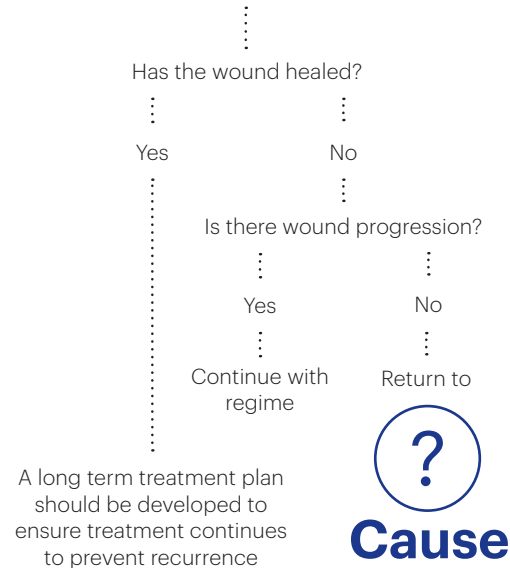 Has the wound healed?
Yes
No
Is there wound progression?
Yes
No
Continue with
regime
Return to
?
Cause
A long term treatment plan
should be developed to
ensure treatment continues
to prevent recurrence